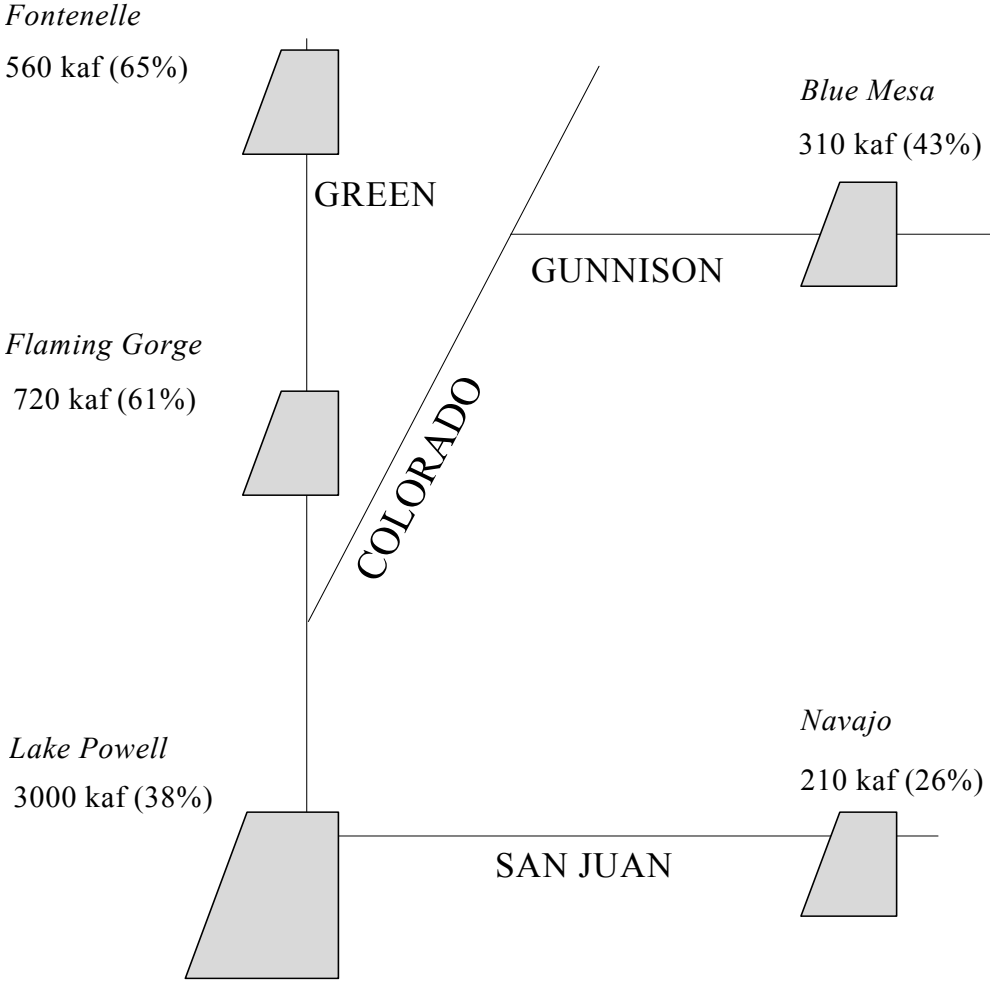 Fontenelle
560 kaf (65%)
Blue Mesa
310 kaf (43%)
GREEN
GUNNISON
Flaming Gorge
720 kaf (61%)
COLORADO
Lake Powell
3000 kaf (38%)
Navajo
210 kaf (26%)
SAN JUAN